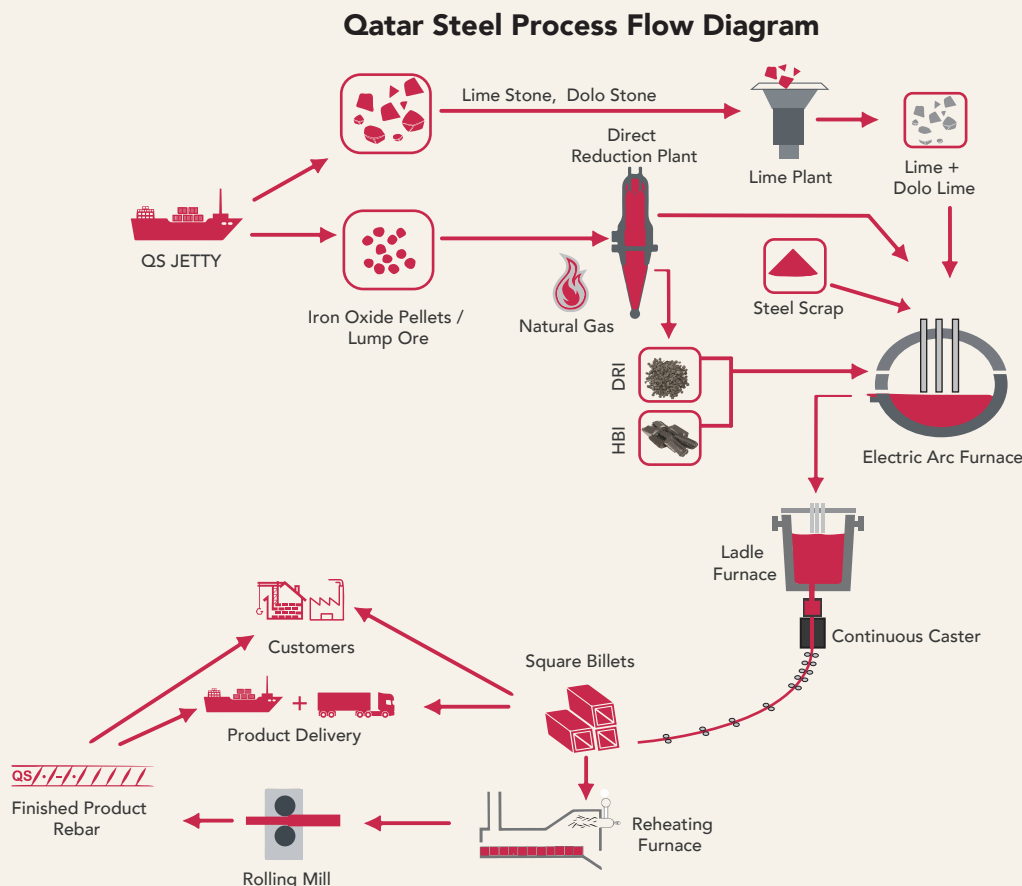 Qatar Steel Process Flow Diagram
Lime Stone, Dolo Stone
Direct
Reduction Plant
Lime Plant
Lime +
Dolo Lime
QS JETTY
Iron Oxide Pellets /
Lump Ore
Natural Gas
Steel Scrap
DRI
HBI
Electric Arc Furnace
Ladle
Furnace
Continuous Caster
Customers
Square Billets
Product Delivery
QS
Finished Product
Rebar
Rolling Mill
Reheating
Furnace